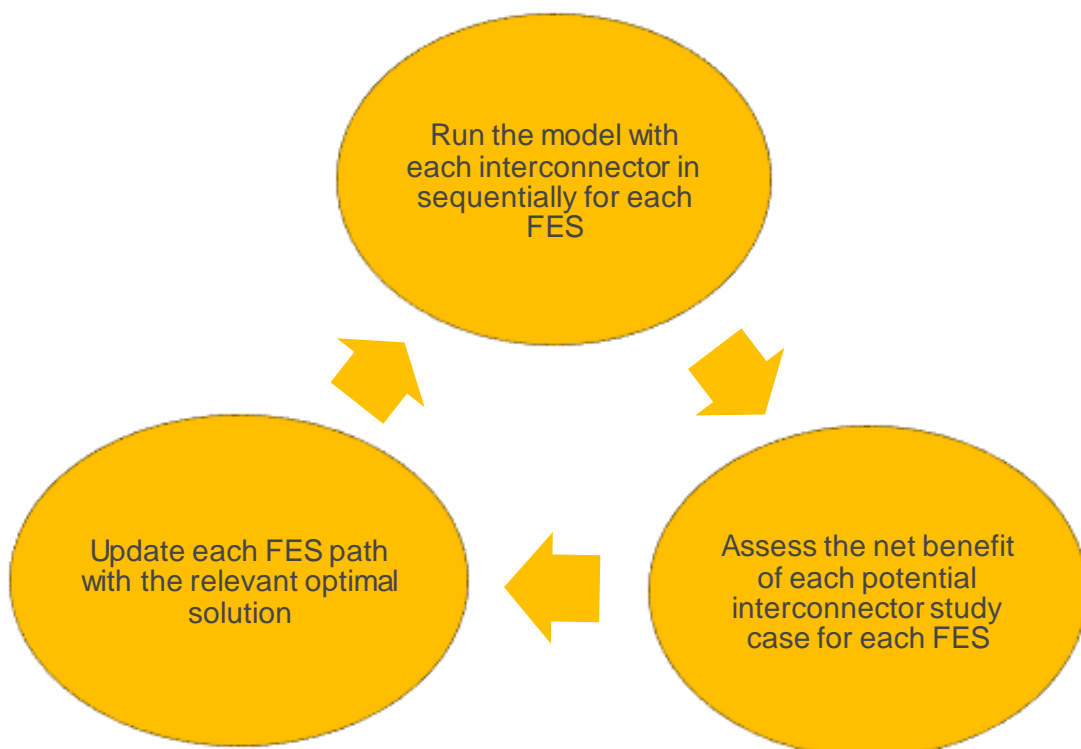 Run the model with
each interconnector in
sequentially for each
FES
Assess the net benefit
of each potential
interconnector study
case for each FES
Update each FES path
with the relevant optimal
solution